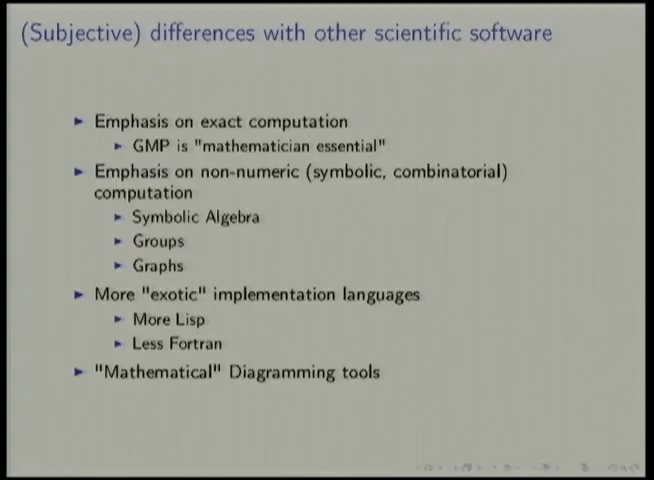 (Subjective) differences with other scientific software
Emphasis on exact computation
GMP is "mathematician essential"
Emphasis on non-numeric (symbolic, combinatorial)
computation
Symbolic Algebra
Groups
Graphs
More "exotic" implementation languages
More Lisp
Less Fortran
"Mathematical" Diagramming tools